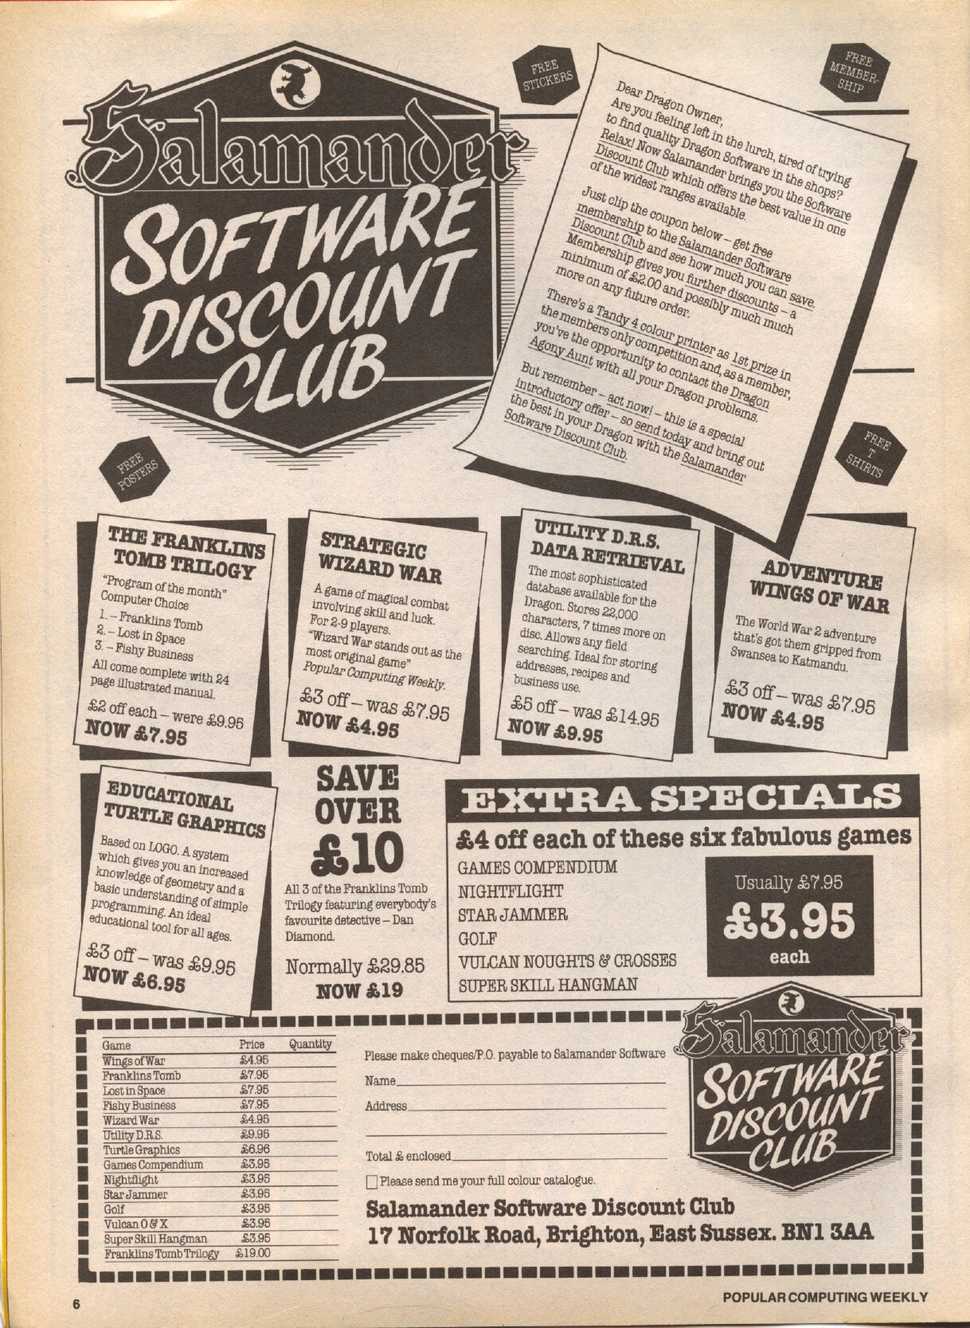 Salamander
SOFTWARE
DISCOUNT
CLUB
FREE
STICKERS
FREE
MEMBER-
SHIP
Dear Dragon Owner,
Are you feeling left in the lurch, tired of trying
to find quality Dragon Software in the shops?
Relax! Now Salamander brings you the Software
Discount Club which offers the best value in one
of the widest ranges available.
Just clip the coupon below – get free
membership to the Salamander Software
Discount Club and see how much you can save.
Membership gives you further discounts – a
minimum of £2.00 and possibly much much
more on any future order.
There's a Tandy 4 colour printer as 1st prize in
the members only competition and, as a member,
you've the opportunity to contact the Dragon
Agony Aunt with all your Dragon problems.
But remember – act now! – this is a special
introductory offer – so send today and bring out
the best in your Dragon with the Salamander
Software Discount Club.
FREE
POSTERS
FREE
T
SHIRTS
THE FRANKLINS
TOMB TRILOGY
"Program of the month"
Computer Choice
1. – Franklins Tomb
2. – Lost in Space
3. – Fishy Business
All come complete with 24
page illustrated manual.
£2 off each – were £9.95
NOW £7.95
STRATEGIC
WIZARD WAR
A game of magical combat
involving skill and luck.
For 2-9 players.
"Wizard War stands out as the
most original game"
Popular Computing Weekly.
£3 off – was £7.95
NOW £4.95
UTILITY D.R.S.
DATA RETRIEVAL
The most sophisticated
database available for the
Dragon. Stores 22,000
characters, 7 times more on
disc. Allows any field
searching. Ideal for storing
addresses, recipes and
business use.
£5 off – was £14.95
NOW £9.95
ADVENTURE
WINGS OF WAR
The World War 2 adventure
that's got them gripped from
Swansea to Katmandu.
£3 off – was £7.95
NOW £4.95
EDUCATIONAL
TURTLE GRAPHICS
Based on LOGO. A system
which gives you an increased
knowledge of geometry and a
basic understanding of simple
programming. An ideal
educational tool for all ages.
£3 off – was £9.95
NOW £6.95
SAVE
OVER
£10
All 3 of the Franklins Tomb
Trilogy featuring everybody's
favourite detective – Dan
Diamond.
Normally £29.85
NOW £19
EXTRA SPECIALS
£4 off each of these six fabulous games
GAMES COMPENDIUM
NIGHTFLIGHT
STAR JAMMER
GOLF
VULCAN NOUGHTS & CROSSES
SUPER SKILL HANGMAN
Usually £7.95
£3.95
each
Game Price Quantity
Wings of War £4.95
Franklins Tomb £7.95
Lost in Space £7.95
Fishy Business £7.95
Wizard War £4.95
Utility D.R.S. £9.95
Turtle Graphics £6.95
Games Compendium £3.95
Nightflight £3.95
Star Jammer £3.95
Golf £3.95
Vulcan O & X £3.95
Super Skill Hangman £3.95
Franklins Tomb Trilogy £19.00
Please make cheques/P.O. payable to Salamander Software
Name
Address
Total £ enclosed
Please send me your full colour catalogue.
Salamander Software Discount Club
17 Norfolk Road, Brighton, East Sussex. BN1 3AA
Salamander
SOFTWARE
DISCOUNT
CLUB
6
POPULAR COMPUTING WEEKLY